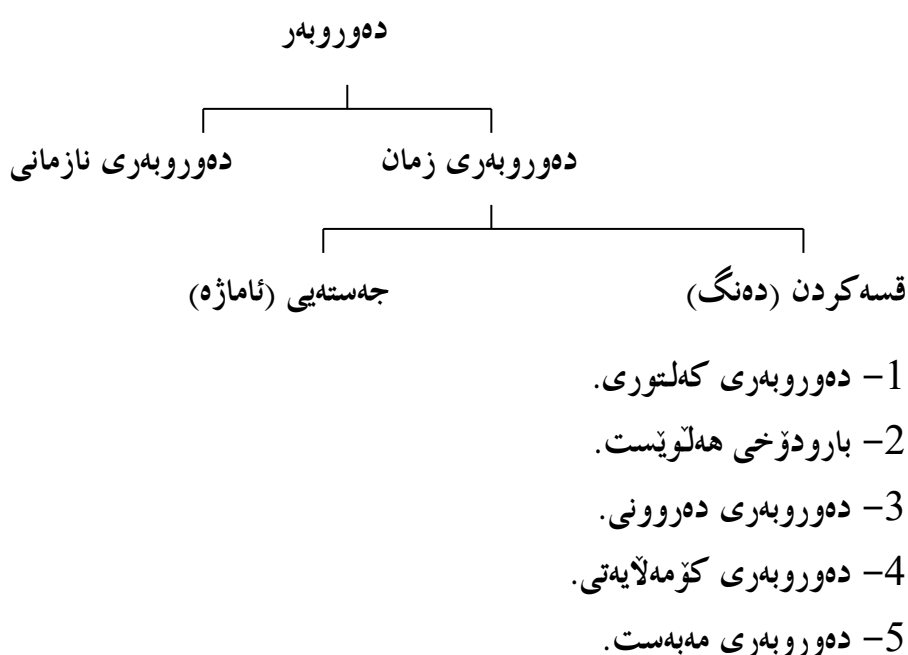 دەوروبەر
دەوروبەری زمان دەوروبەری نازمانی
قسەکردن (دەنگ) جەستەیی (ئاماژە)
1– دەوروبەری کەلتوری.
2– بارودۆخی هەڵوێست.
3– دەوروبەری دەروونی.
4– دەوروبەری کۆمەڵایەتی.
5– دەوروبەری مەبەست.